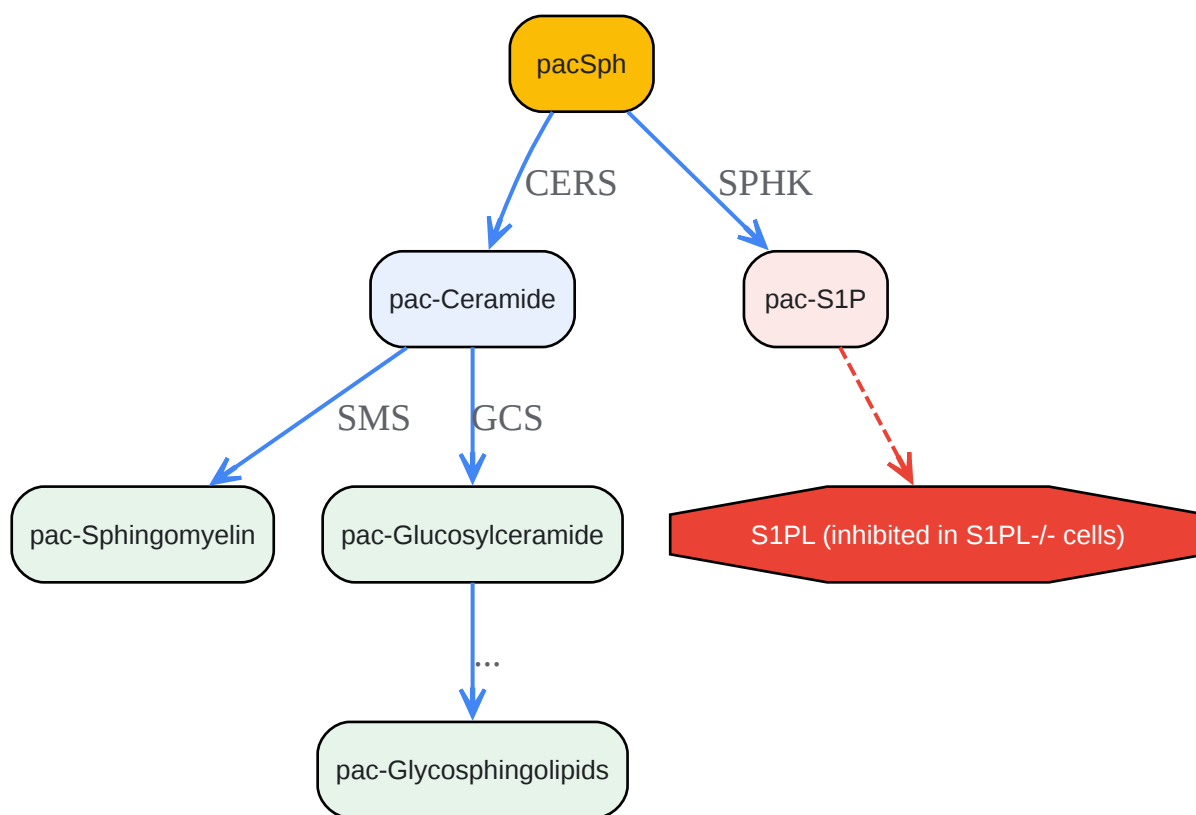 pacSph
CERS
SPHK
pac-Ceramide
pac-S1P
SMS
GCS
pac-Sphingomyelin
pac-Glucosylceramide
S1PL (inhibited in S1PL-/- cells)
...
pac-Glycosphingolipids